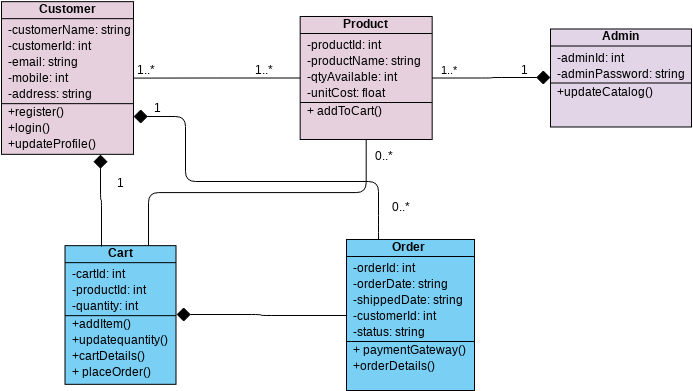 Customer
-customerName: string
-customerId: int
-email: string
-mobile: int
-address: string
+register()
+login()
+updateProfile()
1..*
1..*
Product
-productId: int
-productName: string
-qtyAvailable: int
-unitCost: float
+ addToCart()
1..*
1
Admin
-adminId: int
-adminPassword: string
+updateCatalog()
1
1
0..*
0..*
Cart
-cartId: int
-productId: int
-quantity: int
+addItem()
+updatequantity()
+cartDetails()
+ placeOrder()
Order
-orderId: int
-orderDate: string
-shippedDate: string
-customerId: int
-status: string
+ paymentGateway()
+orderDetails()